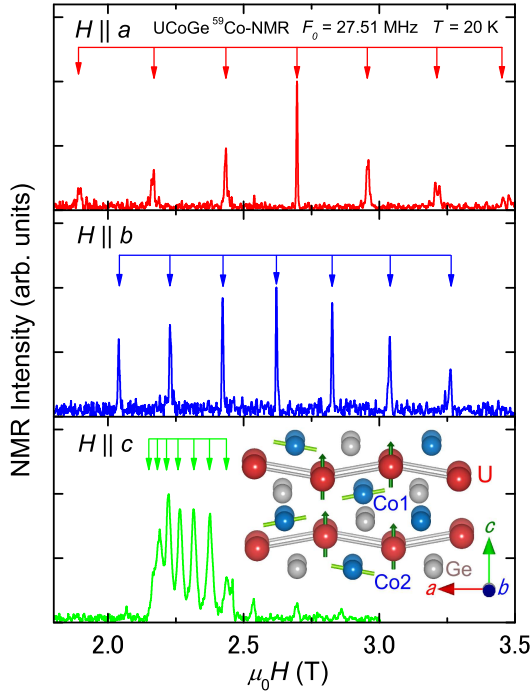 H || a UCoGe ⁵⁹Co-NMR F₀ = 27.51 MHz T = 20 K
H || b
NMR Intensity (arb. units)
H || c
U
Co1
Co2
Ge
c
a
b
2.0 2.5 3.0 3.5
μ₀H (T)